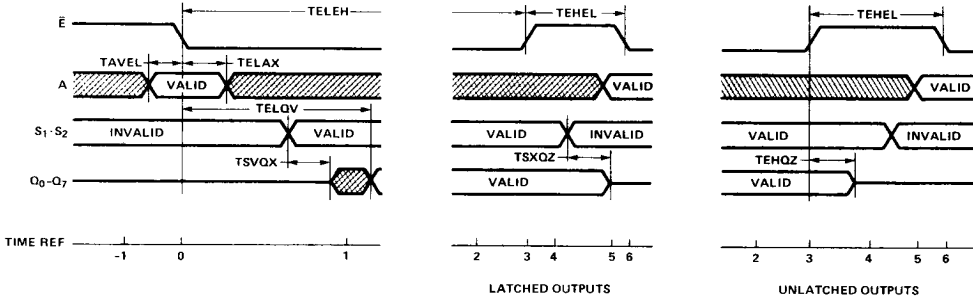 TELEH TEHEL TEHEL
Ē
TAVEL TELAX
A VALID VALID VALID
TELQV
S1-S2 INVALID VALID VALID INVALID VALID INVALID
TSVQX TSXQZ TEHQZ
Q0-Q7 VALID VALID
TIME REF -1 0 1 2 3 4 5 6 2 3 4 5 6
LATCHED OUTPUTS UNLATCHED OUTPUTS